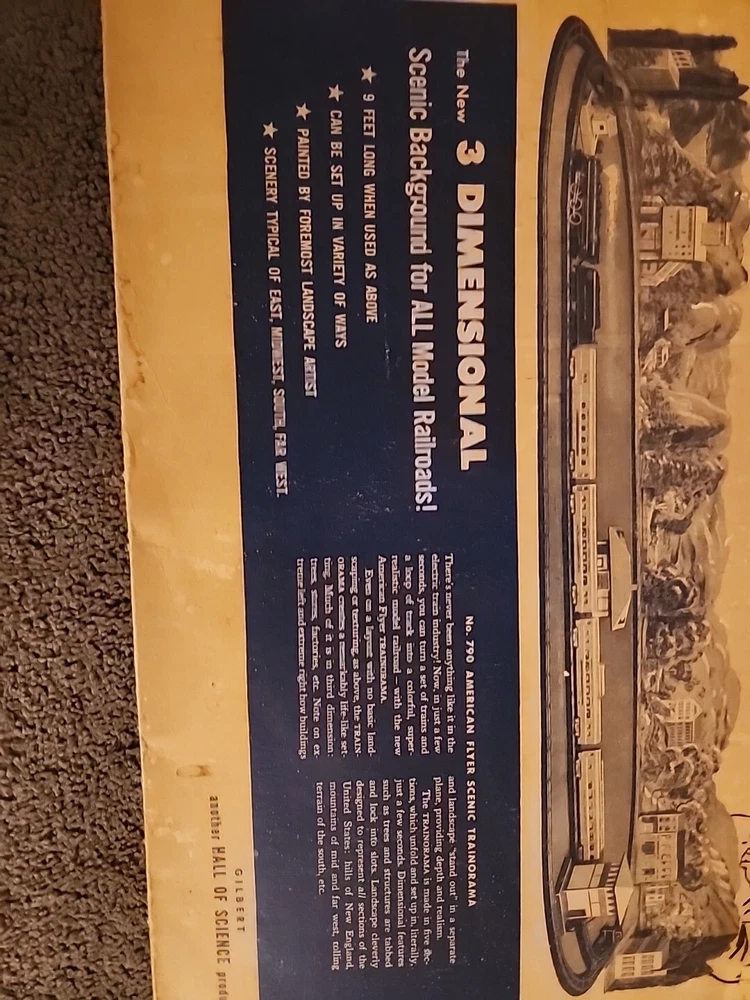 The New 3 DIMENSIONAL
Scenic Background for ALL Model Railroads!
★ 9 FEET LONG WHEN USED AS ABOVE
★ CAN BE SET UP IN VARIETY OF WAYS
★ PAINTED BY FOREMOST LANDSCAPE ARTIST
★ SCENERY TYPICAL OF EAST, MIDWEST, SOUTH, FAR WEST.
No. 790 AMERICAN FLYER SCENIC TRAINORAMA
There's never been anything like it in the
electric train industry! Now, in just a few
seconds, you can turn a set of trains and
a loop of track into a colorful, super-
realistic model railroad — with the new
American Flyer TRAINORAMA.
Even on a layout with no basic land-
scaping or texturing as above, the TRAIN-
ORAMA creates a remarkably life-like set-
ting. Much of it is in third dimension:
trees, stores, factories, etc. Note on ex-
treme left and extreme right how buildings
and landscape "stand out" in a separate
plane, providing depth and realism.
The TRAINORAMA is made in five sec-
tions, which unfold and set up in, literally,
just a few seconds. Dimensional features
such as trees and structures are tabbed
and lock into slots. Landscape cleverly
designed to represent all sections of the
United States: hills of New England,
mountains of mid and far west, rolling
terrain of the south, etc.
GILBERT
another HALL OF SCIENCE produ